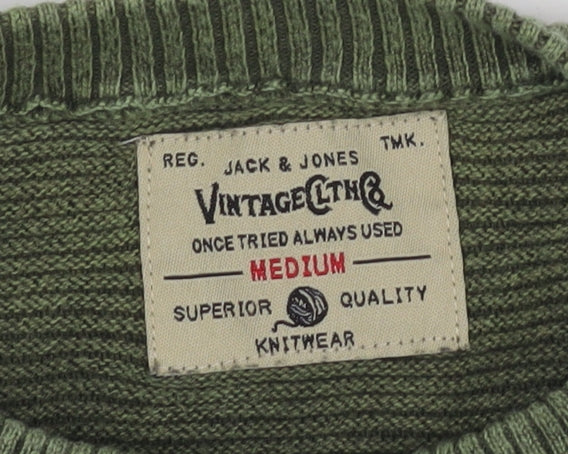 REG. TMK.
JACK & JONES
VINTAGE CLTH CO
ONCE TRIED ALWAYS USED
MEDIUM
SUPERIOR QUALITY
KNITWEAR